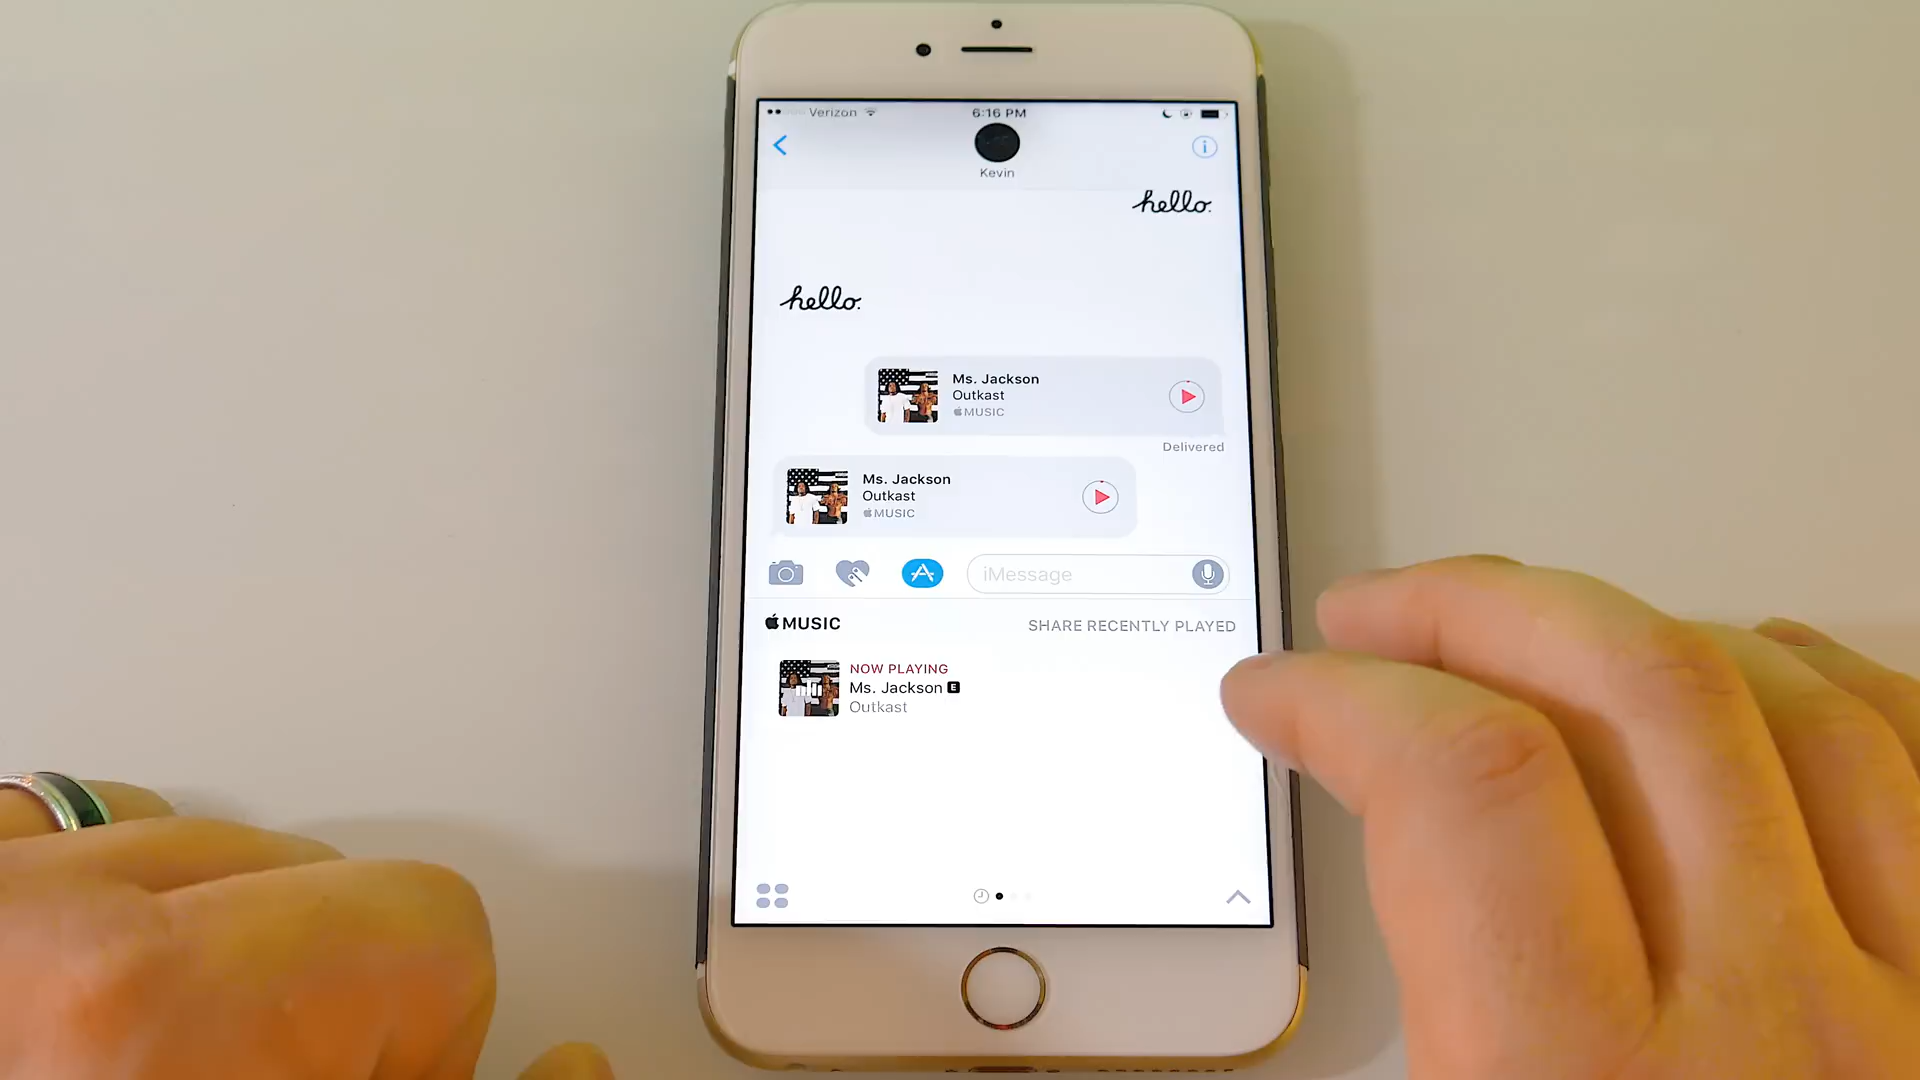 Verizon 6:16 PM
Kevin
hello.
hello.
Ms. Jackson
Outkast
MUSIC
Delivered
Ms. Jackson
Outkast
MUSIC
iMessage
MUSIC SHARE RECENTLY PLAYED
NOW PLAYING
Ms. Jackson E
Outkast